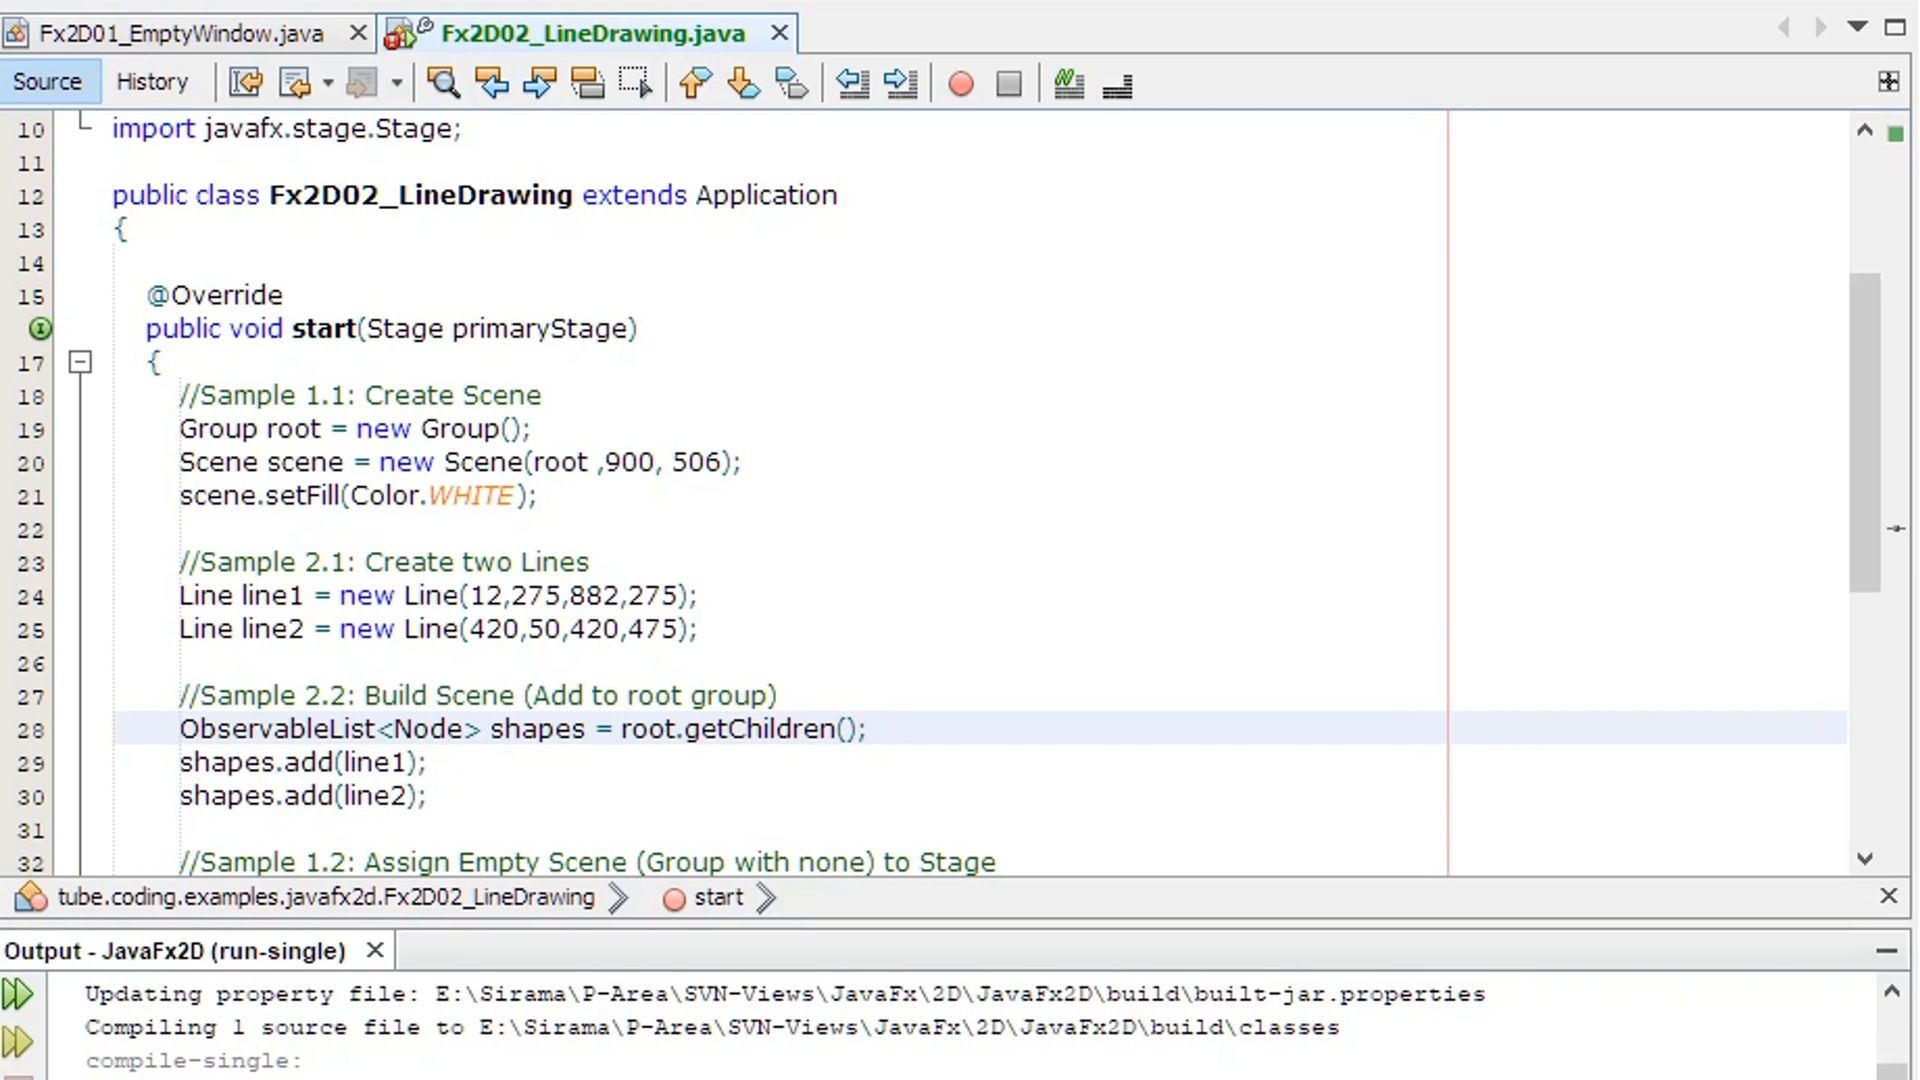 Fx2D01_EmptyWindow.java Fx2D02_LineDrawing.java
Source History
10 import javafx.stage.Stage;
11
12 public class Fx2D02_LineDrawing extends Application
13 {
14
15 @Override
public void start(Stage primaryStage)
17 {
18 //Sample 1.1: Create Scene
19 Group root = new Group();
20 Scene scene = new Scene(root ,900, 506);
21 scene.setFill(Color.WHITE);
22
23 //Sample 2.1: Create two Lines
24 Line line1 = new Line(12,275,882,275);
25 Line line2 = new Line(420,50,420,475);
26
27 //Sample 2.2: Build Scene (Add to root group)
28 ObservableList<Node> shapes = root.getChildren();
29 shapes.add(line1);
30 shapes.add(line2);
31
32 //Sample 1.2: Assign Empty Scene (Group with none) to Stage
tube.coding.examples.javafx2d.Fx2D02_LineDrawing start
Output - JavaFx2D (run-single)
Updating property file: E:\Sirama\P-Area\SVN-Views\JavaFx\2D\JavaFx2D\build\built-jar.properties
Compiling 1 source file to E:\Sirama\P-Area\SVN-Views\JavaFx\2D\JavaFx2D\build\classes
compile-single: